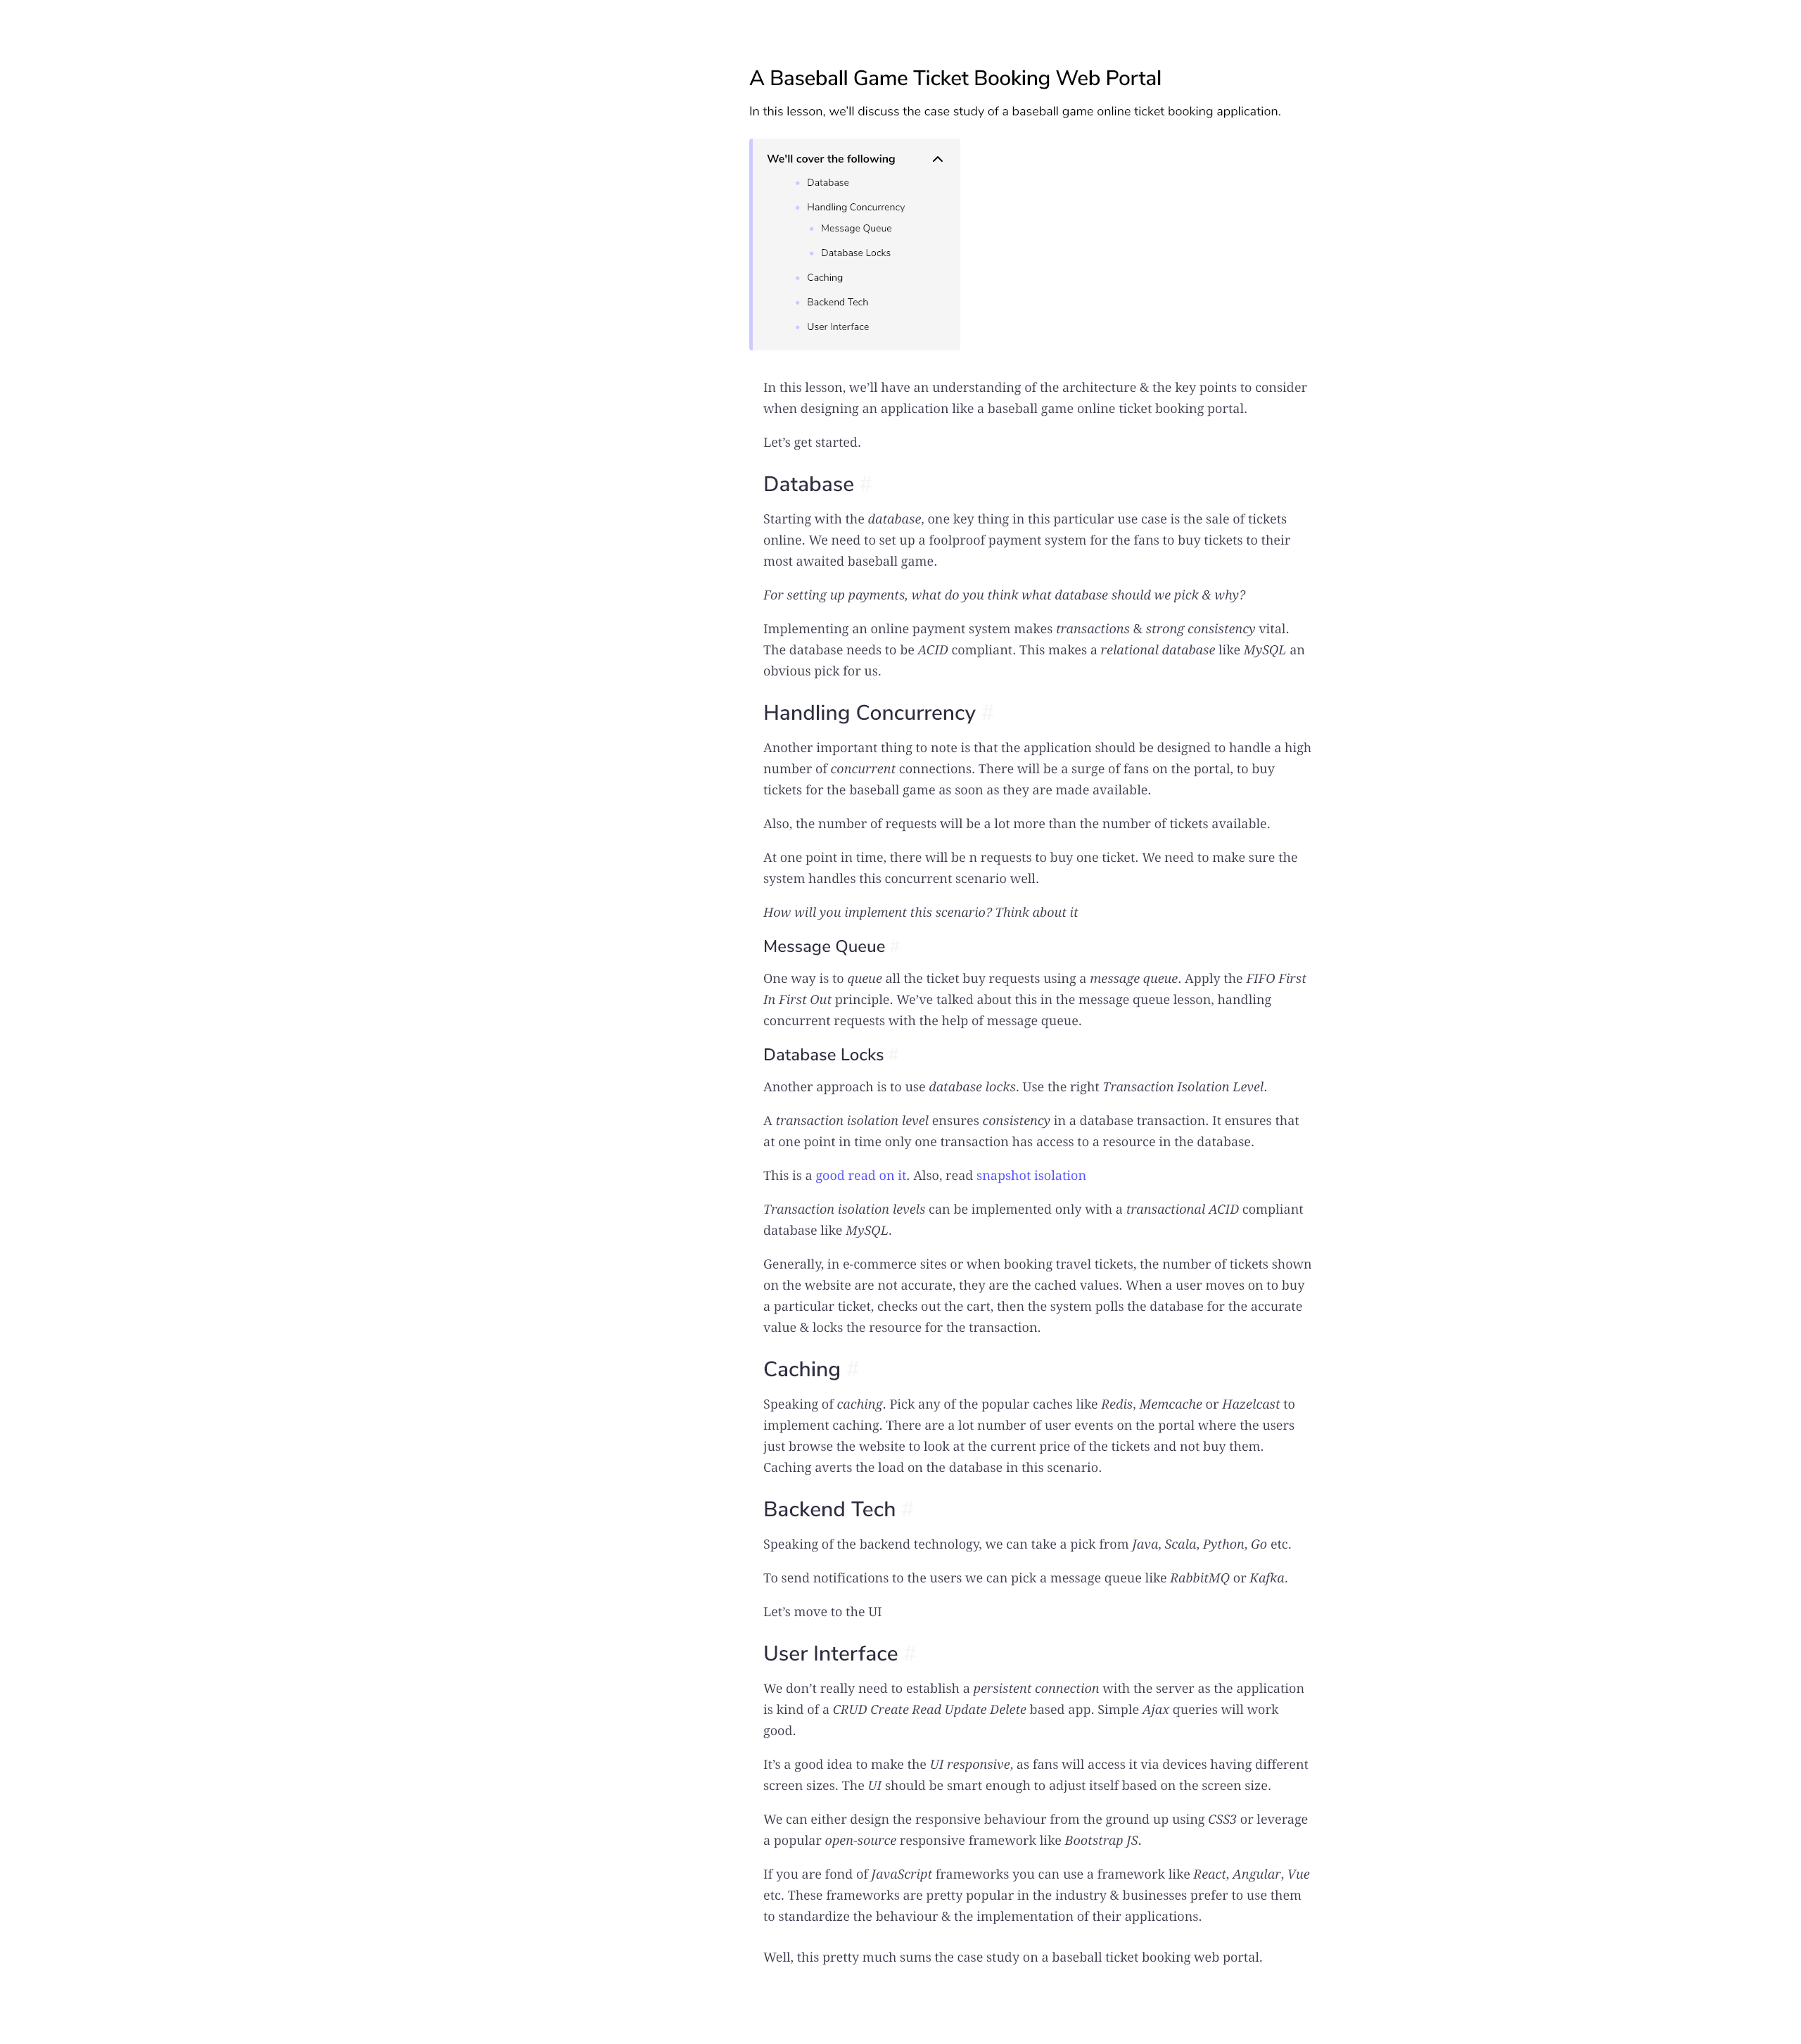 A Baseball Game Ticket Booking Web Portal
In this lesson, we'll discuss the case study of a baseball game online ticket booking application.
We'll cover the following
Database
Handling Concurrency
Message Queue
Database Locks
Caching
Backend Tech
User Interface
In this lesson, we’ll have an understanding of the architecture & the key points to consider
when designing an application like a baseball game online ticket booking portal.
Let’s get started.
Database #
Starting with the database, one key thing in this particular use case is the sale of tickets
online. We need to set up a foolproof payment system for the fans to buy tickets to their
most awaited baseball game.
For setting up payments, what do you think what database should we pick & why?
Implementing an online payment system makes transactions & strong consistency vital.
The database needs to be ACID compliant. This makes a relational database like MySQL an
obvious pick for us.
Handling Concurrency #
Another important thing to note is that the application should be designed to handle a high
number of concurrent connections. There will be a surge of fans on the portal, to buy
tickets for the baseball game as soon as they are made available.
Also, the number of requests will be a lot more than the number of tickets available.
At one point in time, there will be n requests to buy one ticket. We need to make sure the
system handles this concurrent scenario well.
How will you implement this scenario? Think about it
Message Queue #
One way is to queue all the ticket buy requests using a message queue. Apply the FIFO First
In First Out principle. We’ve talked about this in the message queue lesson, handling
concurrent requests with the help of message queue.
Database Locks #
Another approach is to use database locks. Use the right Transaction Isolation Level.
A transaction isolation level ensures consistency in a database transaction. It ensures that
at one point in time only one transaction has access to a resource in the database.
This is a good read on it. Also, read snapshot isolation
Transaction isolation levels can be implemented only with a transactional ACID compliant
database like MySQL.
Generally, in e-commerce sites or when booking travel tickets, the number of tickets shown
on the website are not accurate, they are the cached values. When a user moves on to buy
a particular ticket, checks out the cart, then the system polls the database for the accurate
value & locks the resource for the transaction.
Caching #
Speaking of caching. Pick any of the popular caches like Redis, Memcache or Hazelcast to
implement caching. There are a lot number of user events on the portal where the users
just browse the website to look at the current price of the tickets and not buy them.
Caching averts the load on the database in this scenario.
Backend Tech #
Speaking of the backend technology, we can take a pick from Java, Scala, Python, Go etc.
To send notifications to the users we can pick a message queue like RabbitMQ or Kafka.
Let’s move to the UI
User Interface #
We don’t really need to establish a persistent connection with the server as the application
is kind of a CRUD Create Read Update Delete based app. Simple Ajax queries will work
good.
It’s a good idea to make the UI responsive, as fans will access it via devices having different
screen sizes. The UI should be smart enough to adjust itself based on the screen size.
We can either design the responsive behaviour from the ground up using CSS3 or leverage
a popular open-source responsive framework like Bootstrap JS.
If you are fond of JavaScript frameworks you can use a framework like React, Angular, Vue
etc. These frameworks are pretty popular in the industry & businesses prefer to use them
to standardize the behaviour & the implementation of their applications.
Well, this pretty much sums the case study on a baseball ticket booking web portal.